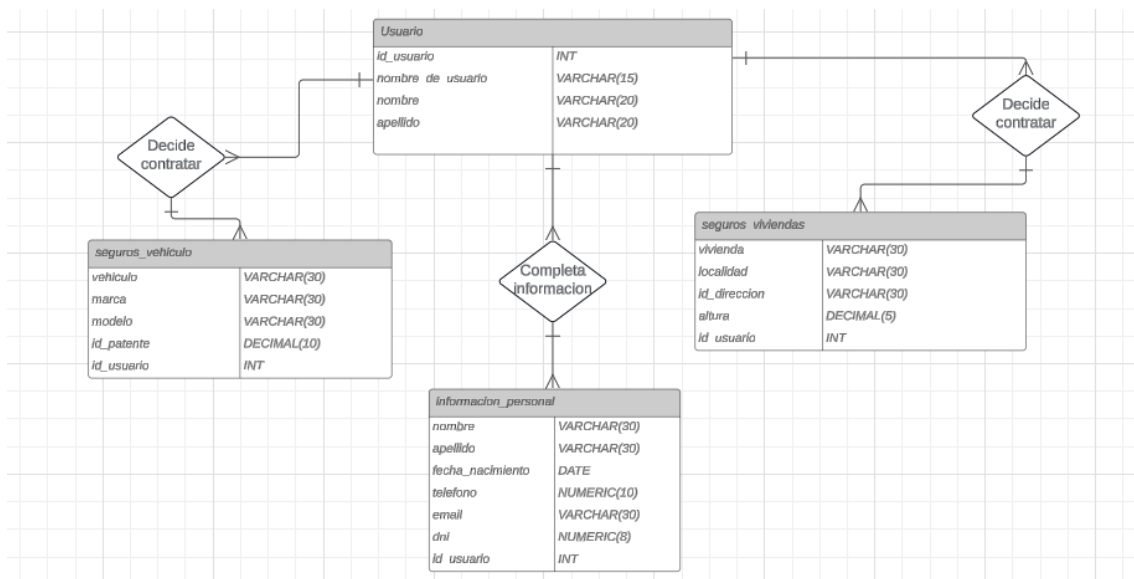 Usuario
id_usuario INT
nombre de usuario VARCHAR(15)
nombre VARCHAR(20)
apellido VARCHAR(20)
Decide
contratar
Decide
contratar
seguros_vehiculo
vehiculo VARCHAR(30)
marca VARCHAR(30)
modelo VARCHAR(30)
id_patente DECIMAL(10)
id_usuario INT
Completa
informacion
seguros viviendas
vivienda VARCHAR(30)
localidad VARCHAR(30)
id_direccion VARCHAR(30)
altura DECIMAL(5)
id usuario INT
informacion_personal
nombre VARCHAR(30)
apellido VARCHAR(30)
fecha_nacimiento DATE
telefono NUMERIC(10)
email VARCHAR(30)
dni NUMERIC(8)
id usuario INT